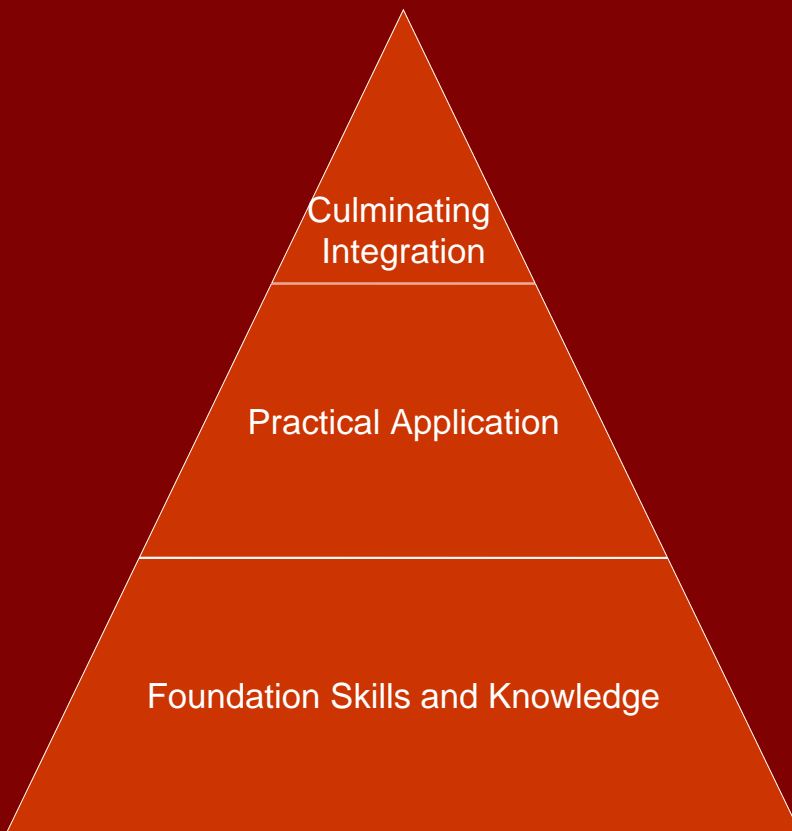 Culminating
Integration
Practical Application
Foundation Skills and Knowledge